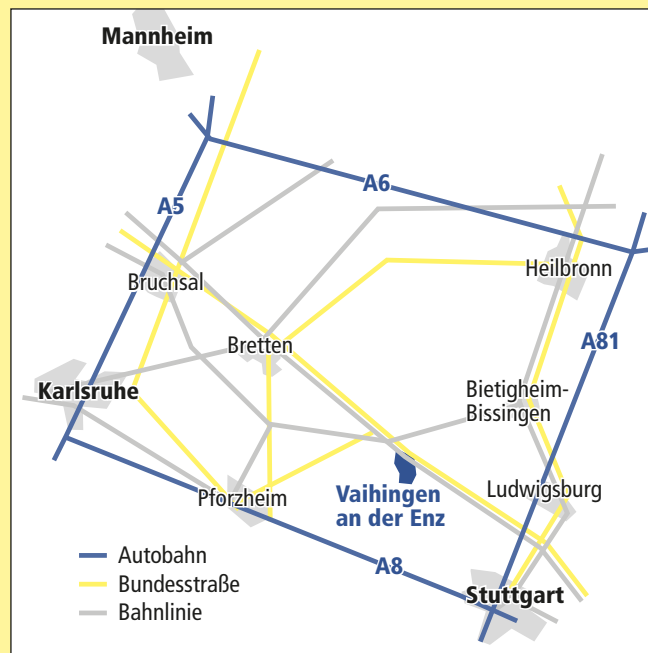 Mannheim
A6
A5
Heilbronn
Bruchsal
Bretten
A81
Karlsruhe
Bietigheim-
Bissingen
Pforzheim
Vaihingen
an der Enz
Ludwigsburg
A8
Stuttgart
Autobahn
Bundesstraße
Bahnlinie